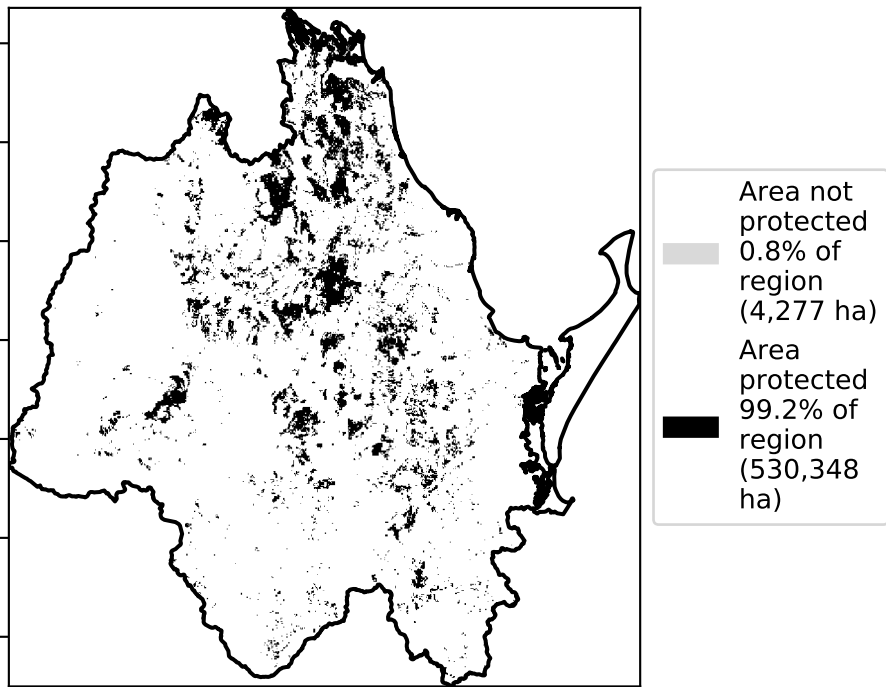 Area not
protected
0.8% of
region
(4,277 ha)
Area
protected
99.2% of
region
(530,348
ha)